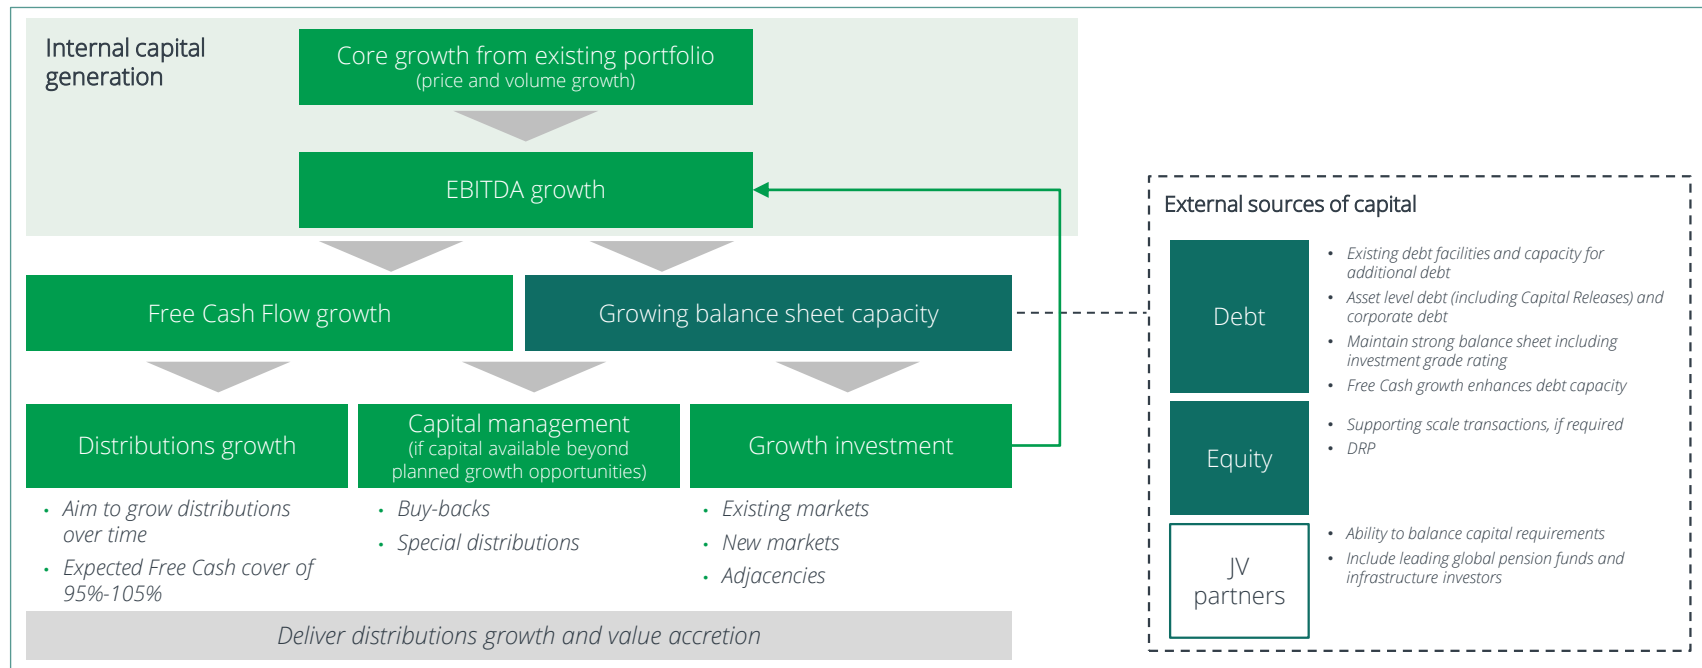 Internal capital
generation
Core growth from existing portfolio
(price and volume growth)
EBITDA growth
Free Cash Flow growth
Growing balance sheet capacity
Distributions growth
Capital management
(if capital available beyond
planned growth opportunities)
Growth investment
• Aim to grow distributions
over time
• Expected Free Cash cover of
95%-105%
• Buy-backs
• Special distributions
• Existing markets
• New markets
• Adjacencies
Deliver distributions growth and value accretion
External sources of capital
Debt
• Existing debt facilities and capacity for
additional debt
• Asset level debt (including Capital Releases) and
corporate debt
• Maintain strong balance sheet including
investment grade rating
• Free Cash growth enhances debt capacity
Equity
• Supporting scale transactions, if required
• DRP
JV
partners
• Ability to balance capital requirements
• Include leading global pension funds and
infrastructure investors